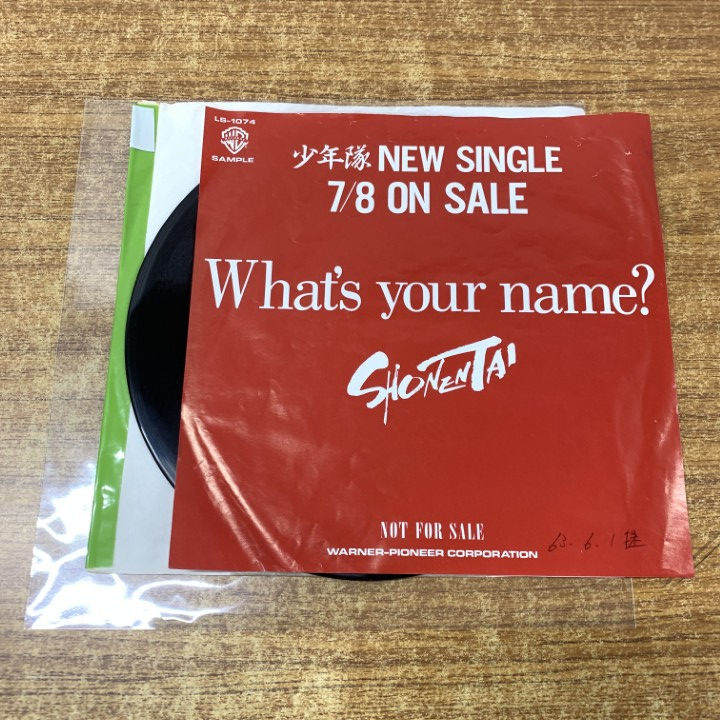 LS-1074
SAMPLE
少年隊 NEW SINGLE
7/8 ON SALE
What's your name?
SHONENTAI
NOT FOR SALE
WARNER-PIONEER CORPORATION
63.6.1